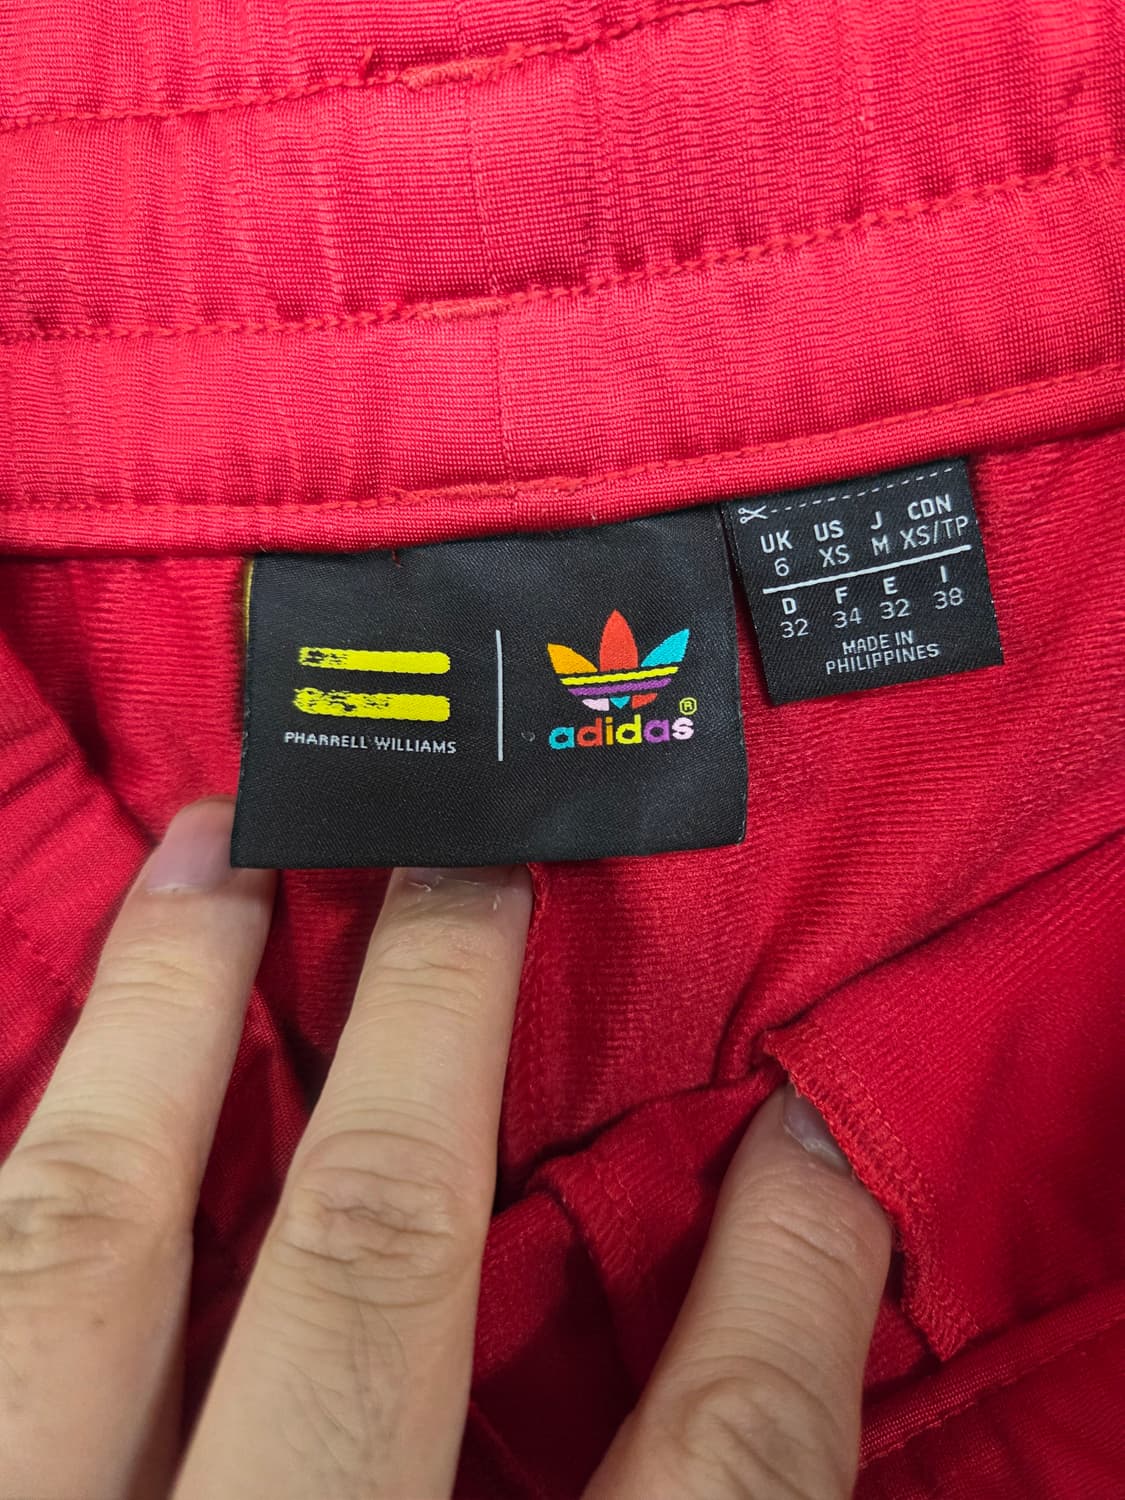 PHARRELL WILLIAMS
adidas®
UK US J CDN
6 XS M XS/TP
D F E I
32 34 32 38
MADE IN
PHILIPPINES